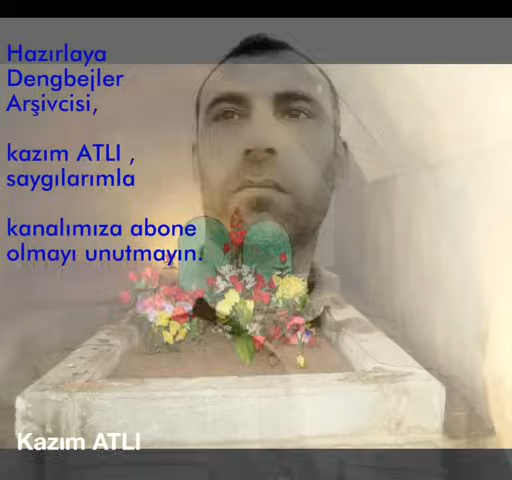 Hazırlaya
Dengbejler
Arşivcisi,
kazım ATLI ,
saygılarımla
kanalımıza abone
olmayı unutmayın.
Kazım ATLI